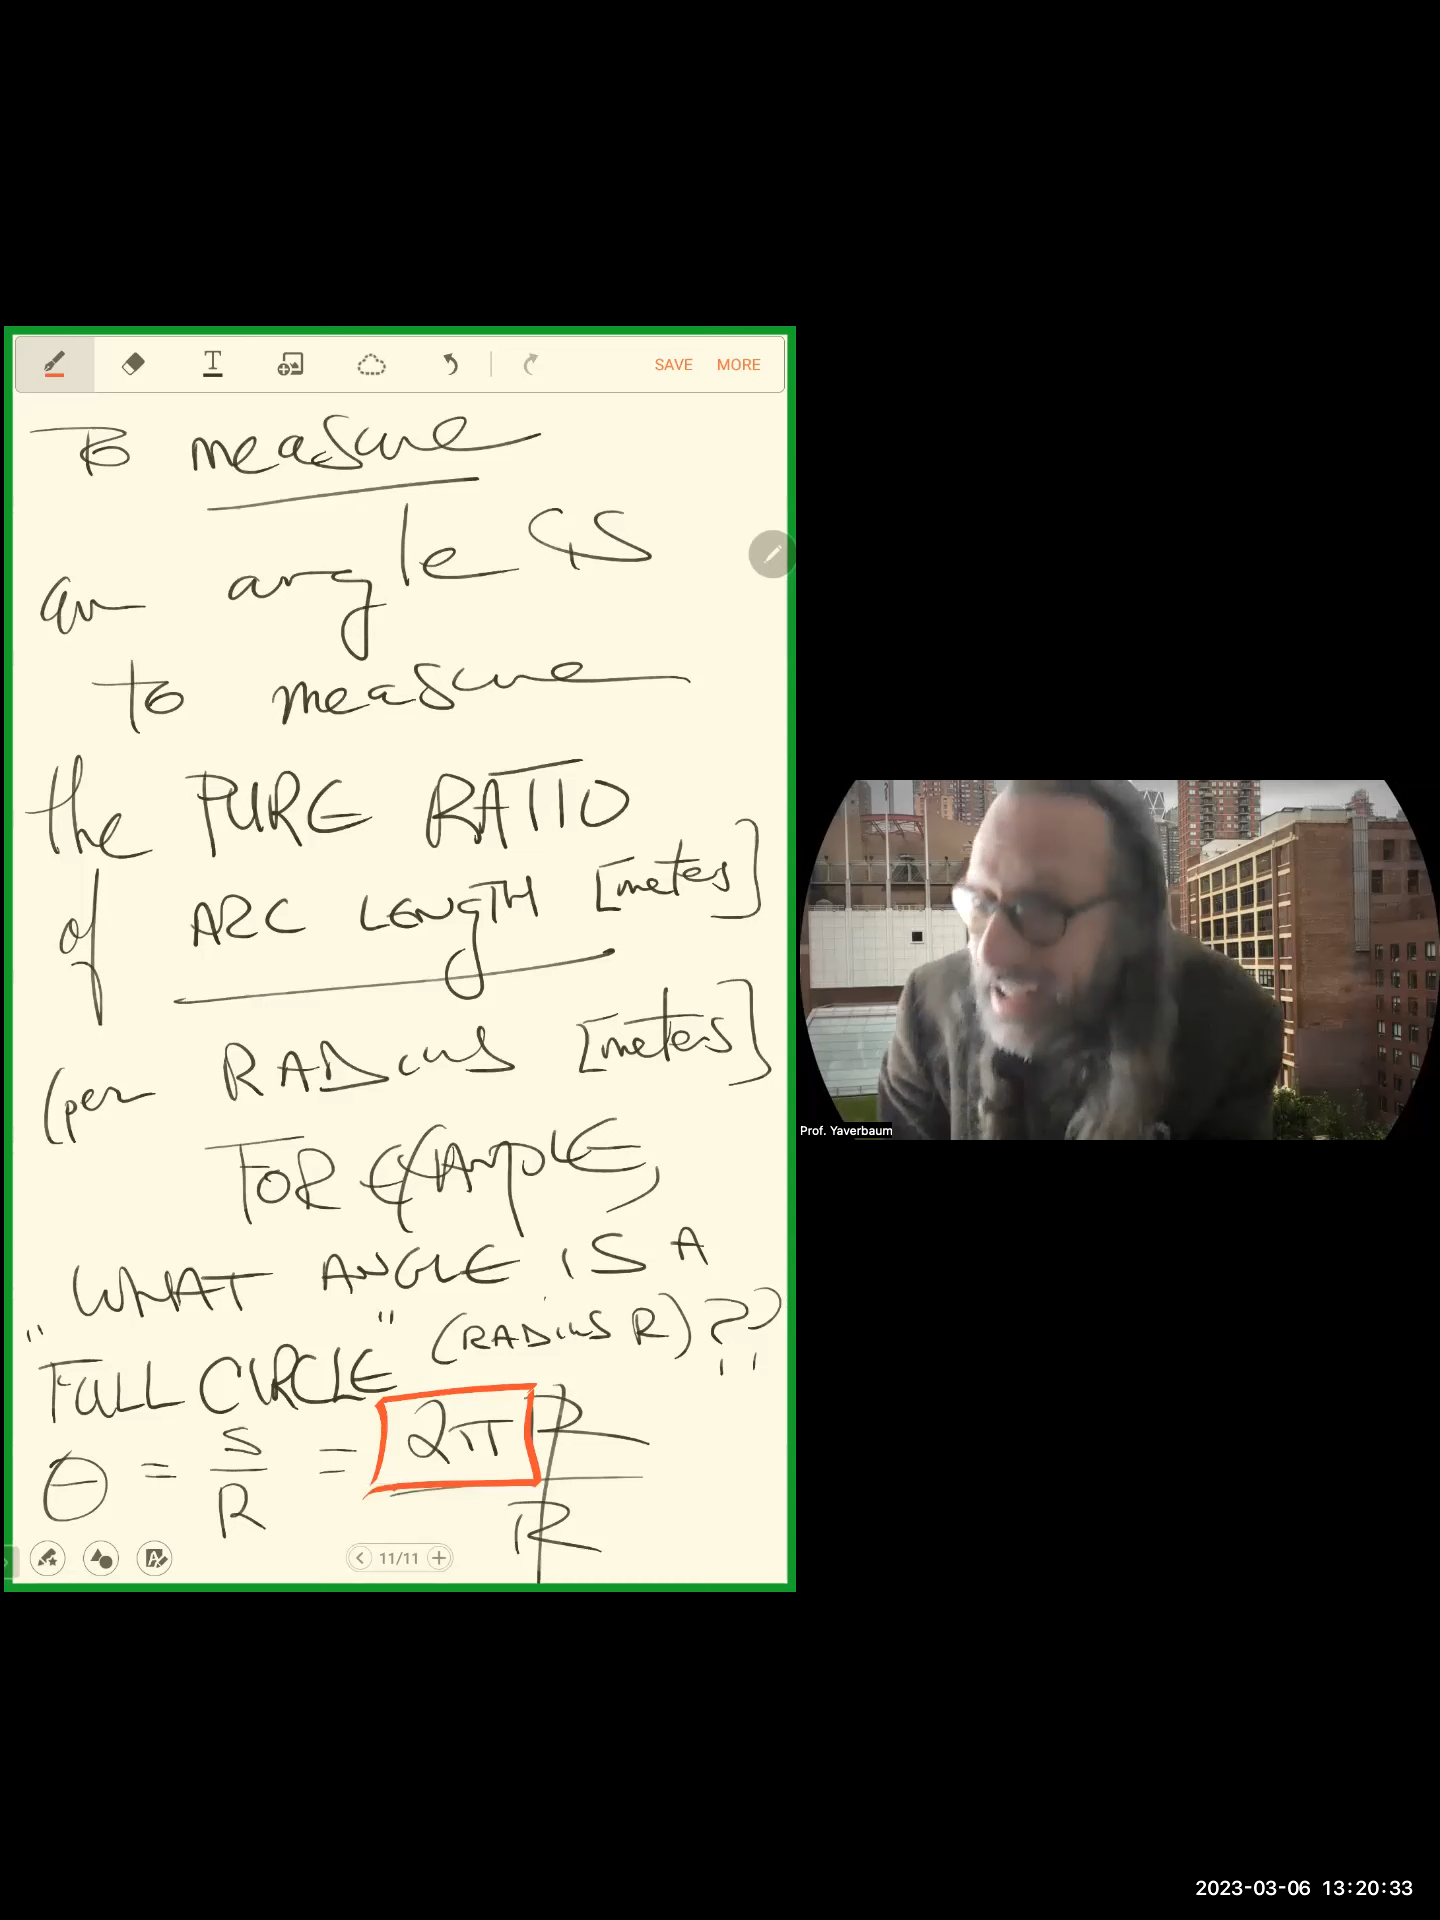 SAVE MORE
To measure
an angle is
to measure
the PURE RATIO
of ARC LENGTH [meters]
(per RADIUS [meters]
FOR EXAMPLE,
"WHAT ANGLE IS A
FULL CIRCLE" (RADIUS R)??
θ = S/R = 2πR/R
11/11
Prof. Yaverbaum
2023-03-06 13:20:33